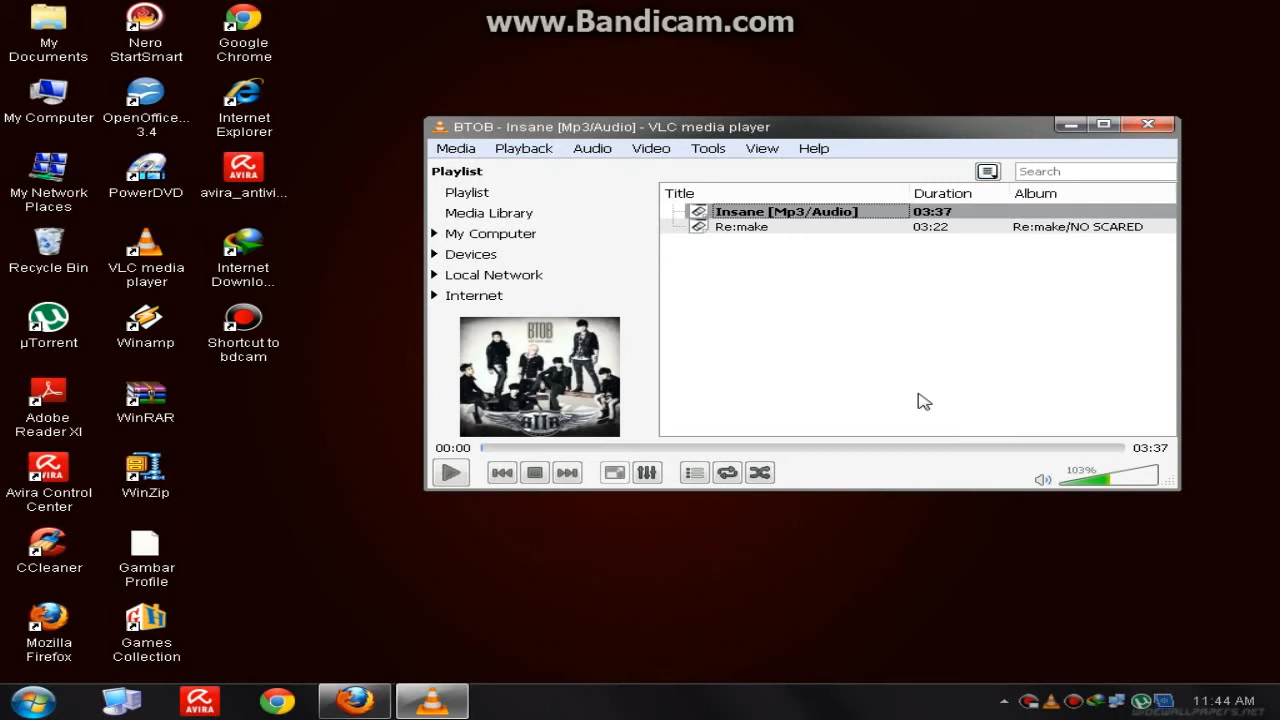 www.Bandicam.com
My
Documents
Nero
StartSmart
Google
Chrome
My Computer
OpenOffice...
3.4
Internet
Explorer
My Network
Places
PowerDVD
AVIRA
avira_antivi...
Recycle Bin
VLC media
player
Internet
Downlo...
µTorrent
Winamp
Shortcut to
bdcam
Adobe
Reader XI
WinRAR
Avira Control
Center
WinZip
CCleaner
Gambar
Profile
Mozilla
Firefox
Games
Collection
BTOB - Insane [Mp3/Audio] - VLC media player
Media Playback Audio Video Tools View Help
Playlist
Search
Playlist
Media Library
My Computer
Devices
Local Network
Internet
Title Duration Album
Insane [Mp3/Audio] 03:37
Re:make 03:22 Re:make/NO SCARED
BTOB
00:00 03:37
103%
AVIRA
11:44 AM
WIDEWALLPAPERS.NET